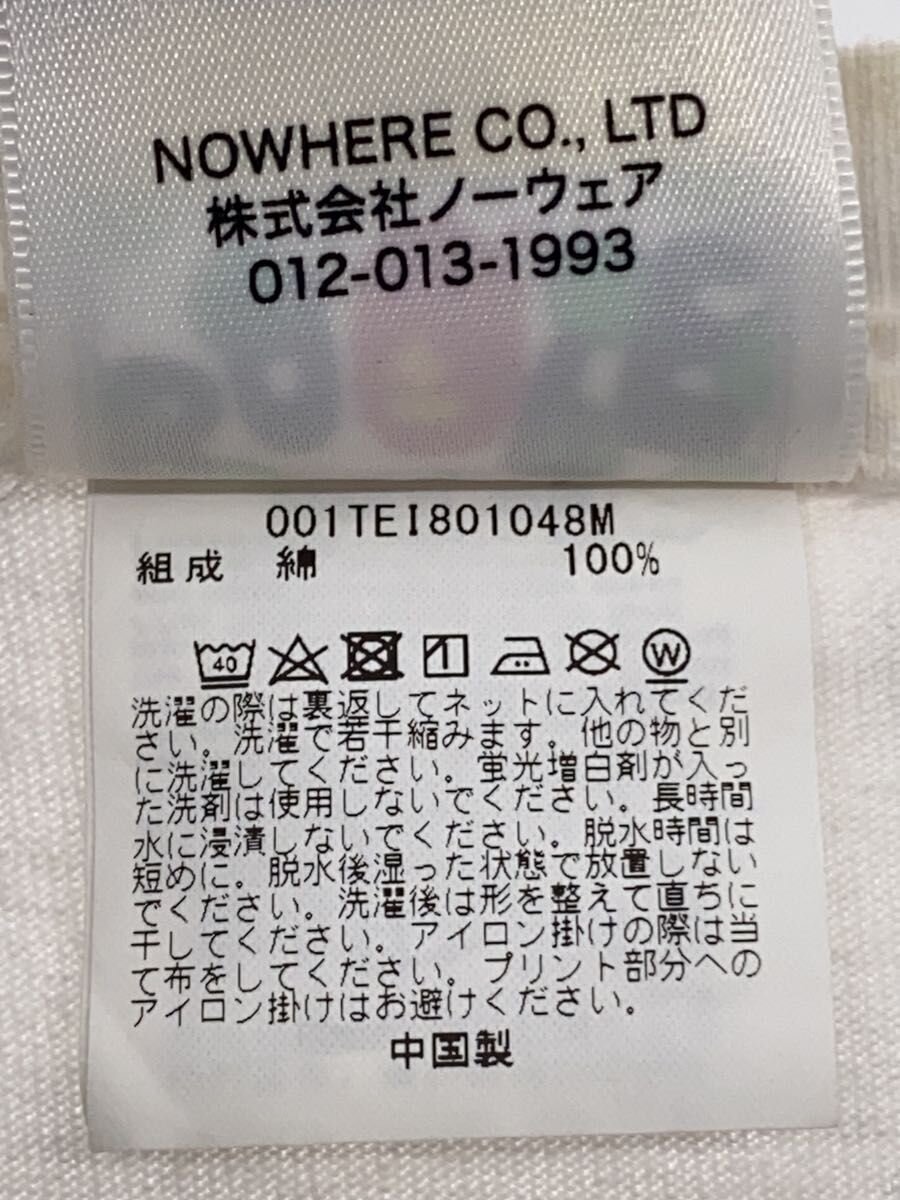 NOWHERE CO., LTD
株式会社ノーウェア
012-013-1993
001TEI801048M
組成 綿 100%
40 W
洗濯の際は裏返してネットに入れてくだ
さい。洗濯で若干縮みます。他の物と別
に洗濯してください。蛍光増白剤が入っ
た洗剤は使用しないでください。長時間
水に浸漬しないでください。脱水時間は
短めに。脱水後湿った状態で放置しない
でください。洗濯後は形を整えて直ちに
干してください。アイロン掛けの際は当
て布をしてください。プリント部分への
アイロン掛けはお避けください。
中国製